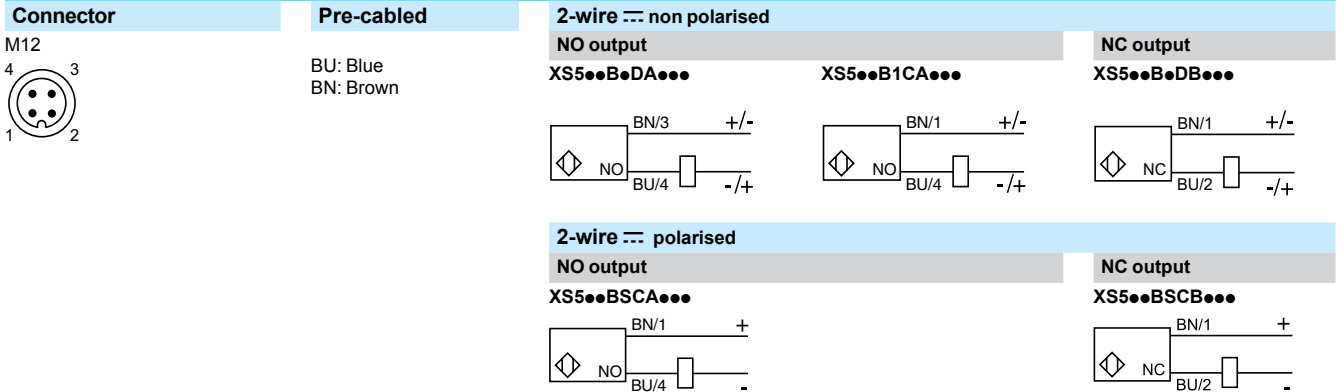 Connector
Pre-cabled
2-wire ⎓ non polarised
M12
4 3
1 2
BU: Blue
BN: Brown
NO output
NC output
XS5●●B●DA●●●
XS5●●B1CA●●●
XS5●●B●DB●●●
BN/3 +/-
NO
BU/4 -/+
BN/1 +/-
NO
BU/4 -/+
BN/1 +/-
NC
BU/2 -/+
2-wire ⎓ polarised
NO output
NC output
XS5●●BSCA●●●
XS5●●BSCB●●●
BN/1 +
NO
BU/4 -
BN/1 +
NC
BU/2 -